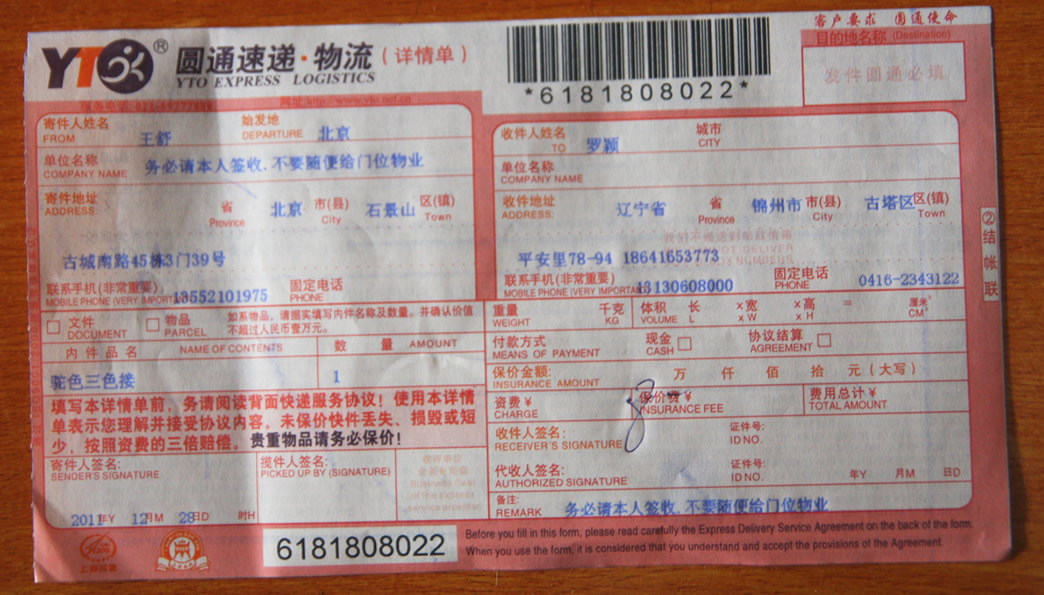 客户要求 圆通使命
YTO® 圆通速递·物流（详情单）
YTO EXPRESS LOGISTICS
*6181808022*
目的地名称 (Destination)
发件圆通必填
网址:http://www.yto.net.cn
寄件人姓名 FROM 王舒 始发地 DEPARTURE 北京
单位名称 COMPANY NAME 务必请本人签收,不要随便给门位物业
寄件地址 ADDRESS: 省 Province 北京 市(县) City 石景山 区(镇) Town
古城南路45栋3门39号
联系手机(非常重要) MOBILE PHONE (VERY IMPORTA 13552101975 固定电话 PHONE
收件人姓名 TO 罗颖 城市 CITY
单位名称 COMPANY NAME
收件地址 ADDRESS: 辽宁省 省 Province 锦州市 市(县) City 古塔区 区(镇) Town
平安里78-94 18641653773
联系手机(非常重要) MOBILE PHONE (VERY IMPORTANT) 13130608000 固定电话 PHONE 0416-2343122
②结帐联
文件 DOCUMENT 物品 PARCEL 如系物品，请据实填写内件名称及数量，并确认价值
不超过人民币壹万元。
内件品名 NAME OF CONTENTS 数量 AMOUNT
驼色三色接 1
填写本详情单前，务请阅读背面快递服务协议！使用本详情
单表示您理解并接受协议内容。未保价快件丢失、损毁或短
少，按照资费的三倍赔偿。贵重物品请务必保价！
寄件人签名: SENDER'S SIGNATURE
揽件人签名: PICKED UP BY (SIGNATURE)
2011年Y 12月M 28日D 时H
重量 WEIGHT 千克 KG 体积 VOLUME 长 L ×宽 ×W ×高 ×H = 厘米³ CM³
付款方式 MEANS OF PAYMENT 现金 CASH 协议结算 AGREEMENT
保价金额: INSURANCE AMOUNT 万 仟 佰 拾 元（大写）
资费￥ CHARGE 8 保价费￥ INSURANCE FEE 费用总计￥ TOTAL AMOUNT
收件人签名: RECEIVER'S SIGNATURE 证件号: ID NO.
代收人签名: AUTHORIZED SIGNATURE 证件号: ID NO. 年Y 月M 日D
备注: REMARK 务必请本人签收,不要随便给门位物业
6181808022
Before you fill in this form, please read carefully the Express Delivery Service Agreement on the back of the form.
When you use the form, it is considered that you understand and accept the provisions of the Agreement.